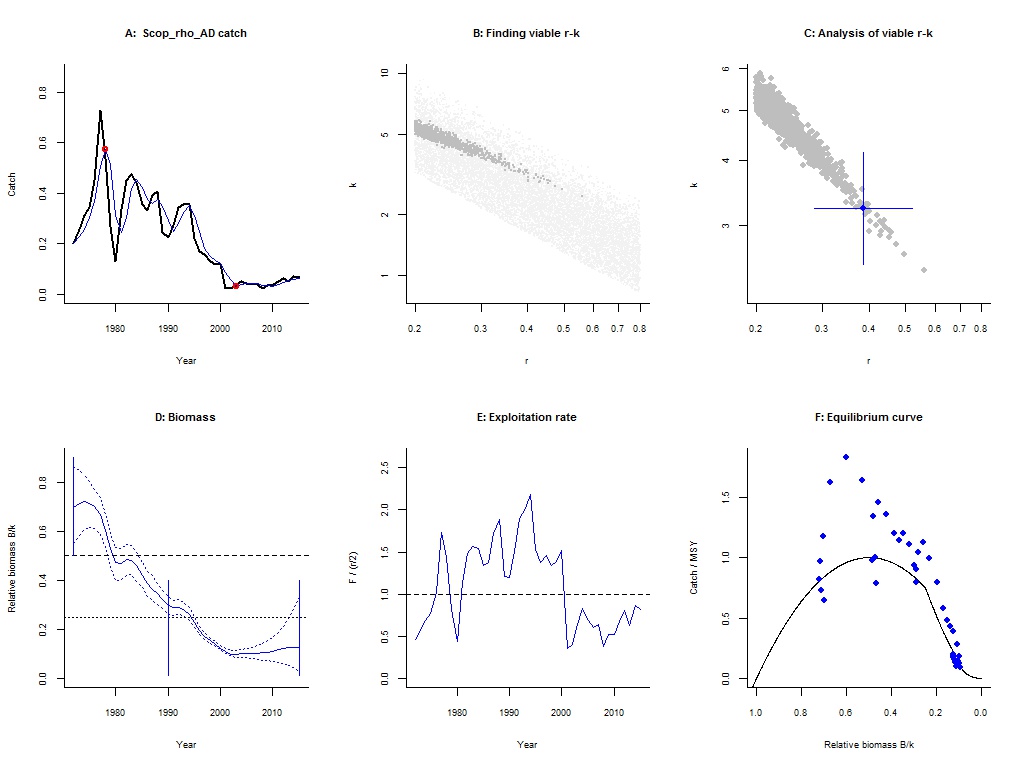 A: Scop_rho_AD catch
Catch
0.0 0.2 0.4 0.6 0.8
1980 1990 2000 2010
Year
B: Finding viable r-k
k
1 2 5 10
0.2 0.3 0.4 0.5 0.6 0.7 0.8
r
C: Analysis of viable r-k
k
3 4 5 6
0.2 0.3 0.4 0.5 0.6 0.7 0.8
r
D: Biomass
Relative biomass B/k
0.0 0.2 0.4 0.6 0.8
1980 1990 2000 2010
Year
E: Exploitation rate
F / (r/2)
0.0 0.5 1.0 1.5 2.0 2.5
1980 1990 2000 2010
Year
F: Equilibrium curve
Catch / MSY
0.0 0.5 1.0 1.5
1.0 0.8 0.6 0.4 0.2 0.0
Relative biomass B/k